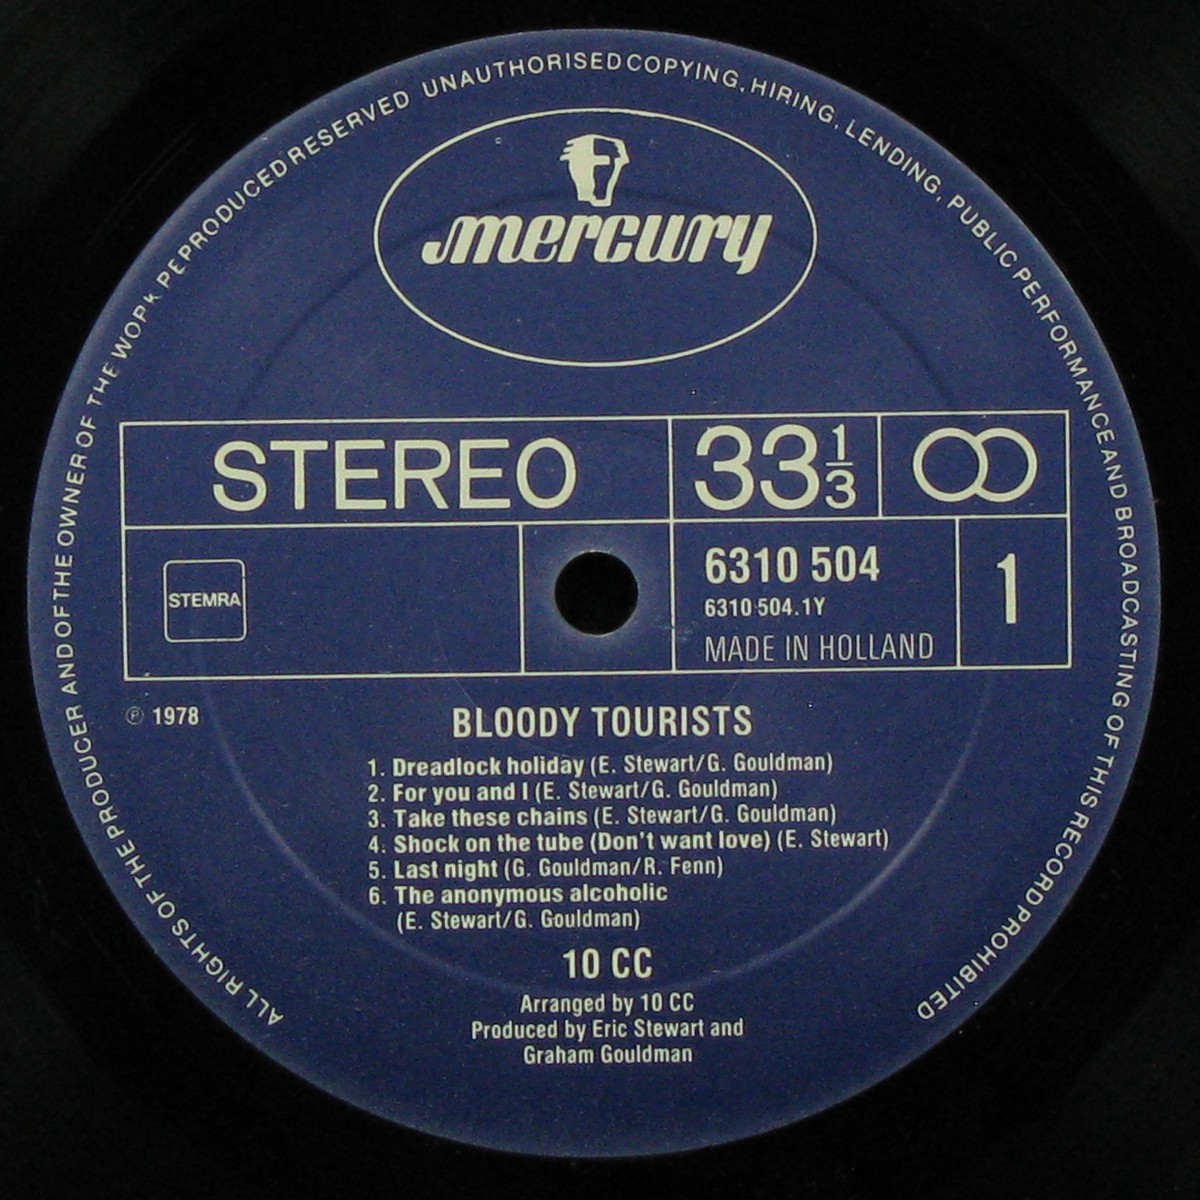 ALL RIGHTS OF THE PRODUCER AND OF THE OWNER OF THE WORK REPRODUCED RESERVED UNAUTHORISED COPYING, HIRING, LENDING, PUBLIC PERFORMANCE AND BROADCASTING OF THIS RECORD PROHIBITED
mercury
STEREO 33 1/3
STEMRA
6310 504
6310 504.1Y
MADE IN HOLLAND
1
℗ 1978
BLOODY TOURISTS
1. Dreadlock holiday (E. Stewart/G. Gouldman)
2. For you and I (E. Stewart/G. Gouldman)
3. Take these chains (E. Stewart/G. Gouldman)
4. Shock on the tube (Don't want love) (E. Stewart)
5. Last night (G. Gouldman/R. Fenn)
6. The anonymous alcoholic
(E. Stewart/G. Gouldman)
10 CC
Arranged by 10 CC
Produced by Eric Stewart and
Graham Gouldman